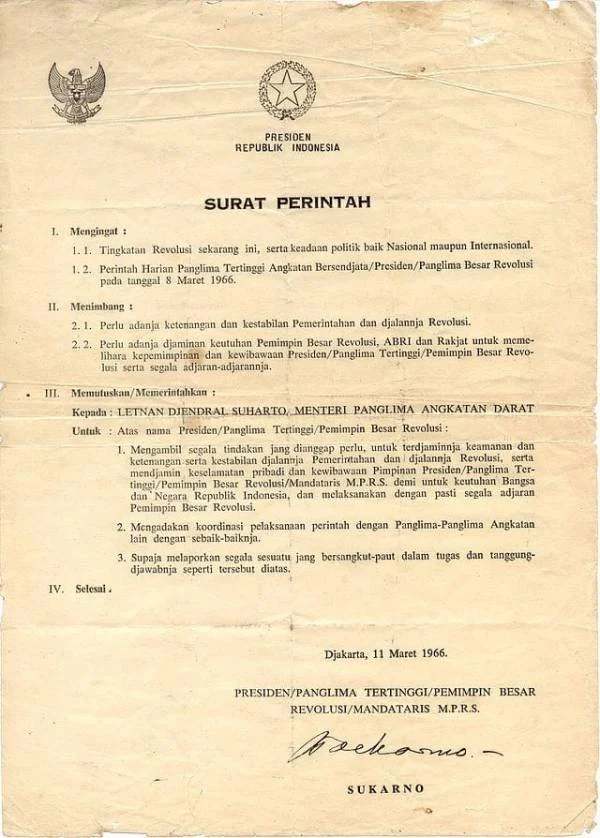 PRESIDEN
REPUBLIK INDONESIA
SURAT PERINTAH
I. Mengingat :
1. 1. Tingkatan Revolusi sekarang ini, serta keadaan politik baik Nasional maupun Internasional.
1. 2. Perintah Harian Panglima Tertinggi Angkatan Bersendjata/Presiden/Panglima Besar Revolusi
pada tanggal 8 Maret 1966.
II. Menimbang :
2. 1. Perlu adanja ketenangan dan kestabilan Pemerintahan dan djalannja Revolusi.
2. 2. Perlu adanja djaminan keutuhan Pemimpin Besar Revolusi, ABRI dan Rakjat untuk meme-
lihara kepemimpinan dan kewibawaan Presiden/Panglima Tertinggi/Pemimpin Besar Revo-
lusi serta segala adjaran-adjarannja.
III. Memutuskan/Memerintahkan :
Kepada : LETNAN DJENDRAL SUHARTO, MENTERI PANGLIMA ANGKATAN DARAT
Untuk : Atas nama Presiden/Panglima Tertinggi/Pemimpin Besar Revolusi :
1. Mengambil segala tindakan jang dianggap perlu, untuk terdjaminnja keamanan dan
ketenangan serta kestabilan djalannja Pemerintahan dan djalannja Revolusi, serta
mendjamin keselamatan pribadi dan kewibawaan Pimpinan Presiden/Panglima Ter-
tinggi/Pemimpin Besar Revolusi/Mandataris M.P.R.S. demi untuk keutuhan Bangsa
dan Negara Republik Indonesia, dan melaksanakan dengan pasti segala adjaran
Pemimpin Besar Revolusi.
2. Mengadakan koordinasi pelaksanaan perintah dengan Panglima-Panglima Angkatan
lain dengan sebaik-baiknja.
3. Supaja melaporkan segala sesuatu jang bersangkut-paut dalam tugas dan tanggung-
djawabnja seperti tersebut diatas.
IV. Selesai.
Djakarta, 11 Maret 1966.
PRESIDEN/PANGLIMA TERTINGGI/PEMIMPIN BESAR
REVOLUSI/MANDATARIS M.P.R.S.
Soekarno.–
SUKARNO